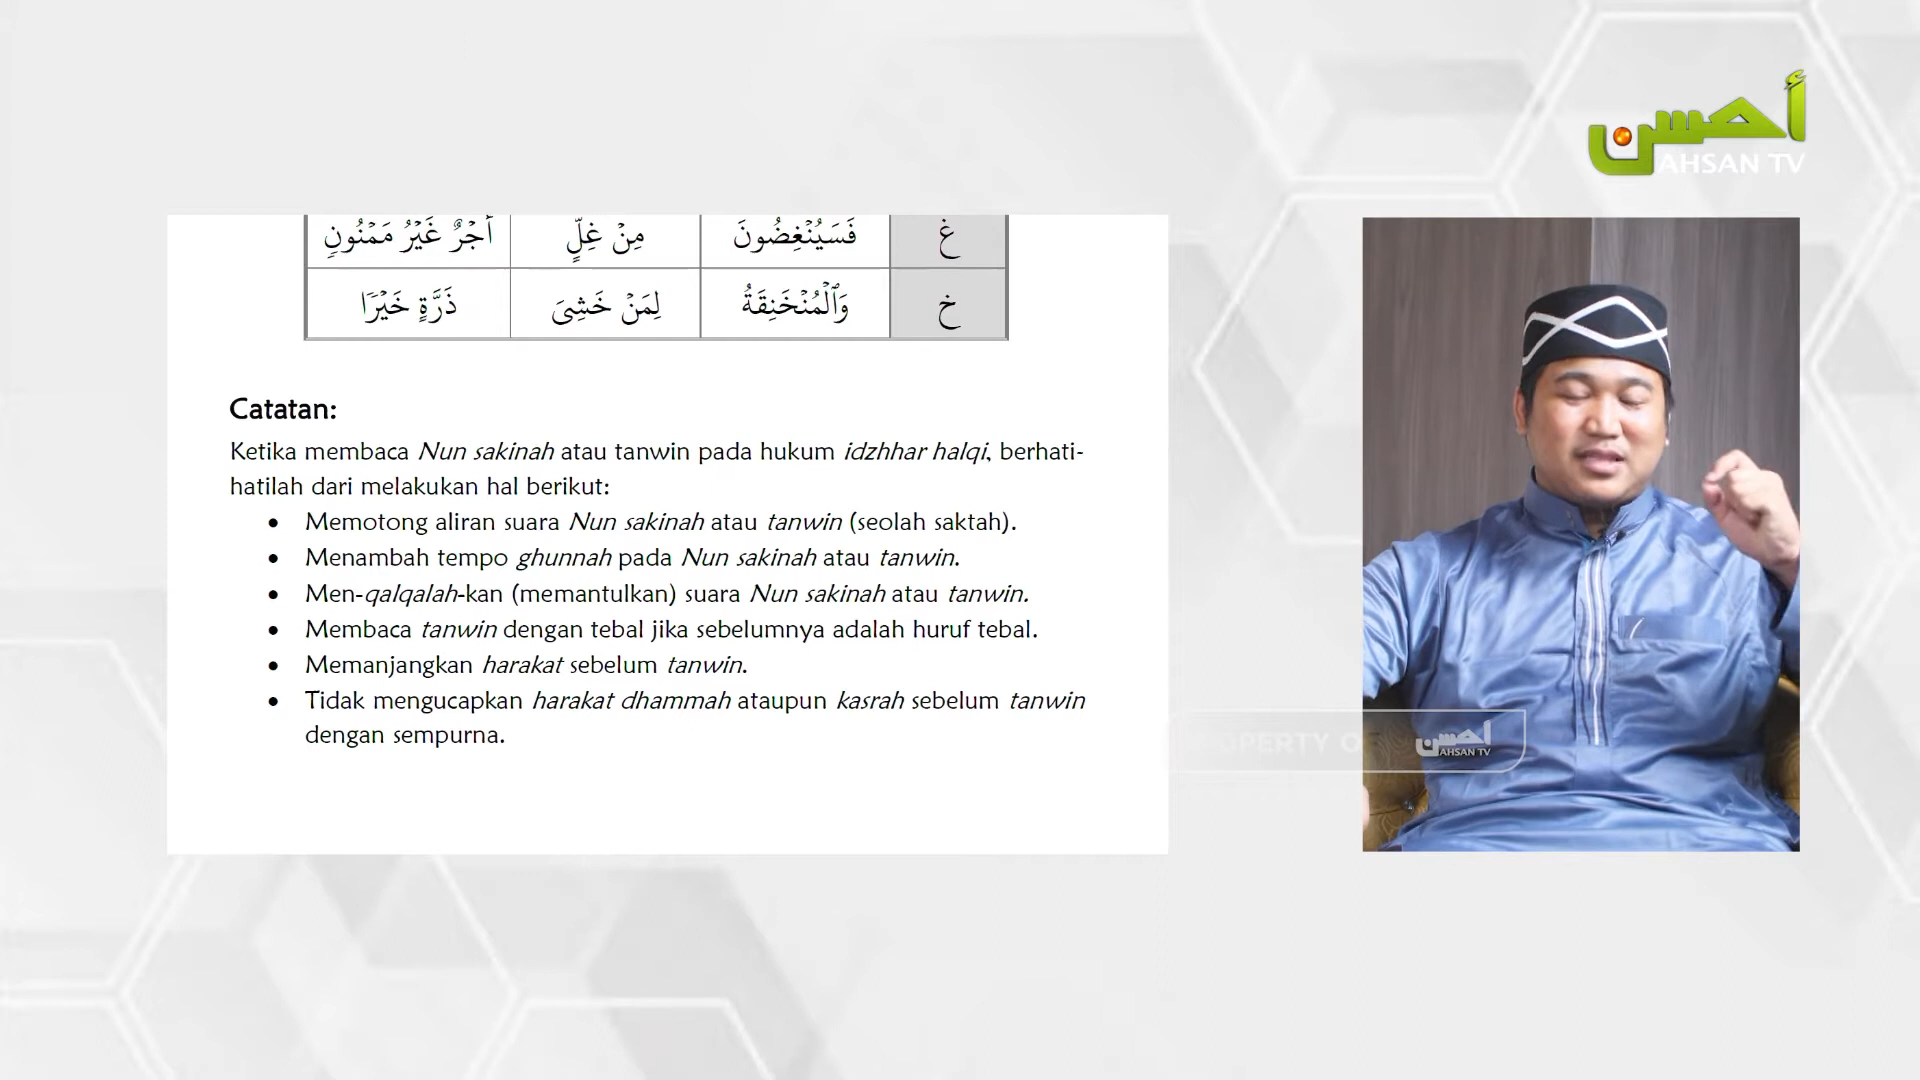 أحسن
AHSAN TV
غ فَسَيُنْغِضُونَ مِنْ غِلٍّ أَجْرٌ غَيْرُ مَمْنُونٍ
خ وَٱلْمُنْخَنِقَةُ لِمَنْ خَشِىَ ذَرَّةٍ خَيْرًا
Catatan:
Ketika membaca Nun sakinah atau tanwin pada hukum idzhhar halqi, berhati-
hatilah dari melakukan hal berikut:
• Memotong aliran suara Nun sakinah atau tanwin (seolah saktah).
• Menambah tempo ghunnah pada Nun sakinah atau tanwin.
• Men-qalqalah-kan (memantulkan) suara Nun sakinah atau tanwin.
• Membaca tanwin dengan tebal jika sebelumnya adalah huruf tebal.
• Memanjangkan harakat sebelum tanwin.
• Tidak mengucapkan harakat dhammah ataupun kasrah sebelum tanwin
dengan sempurna.
أحسن
AHSAN TV